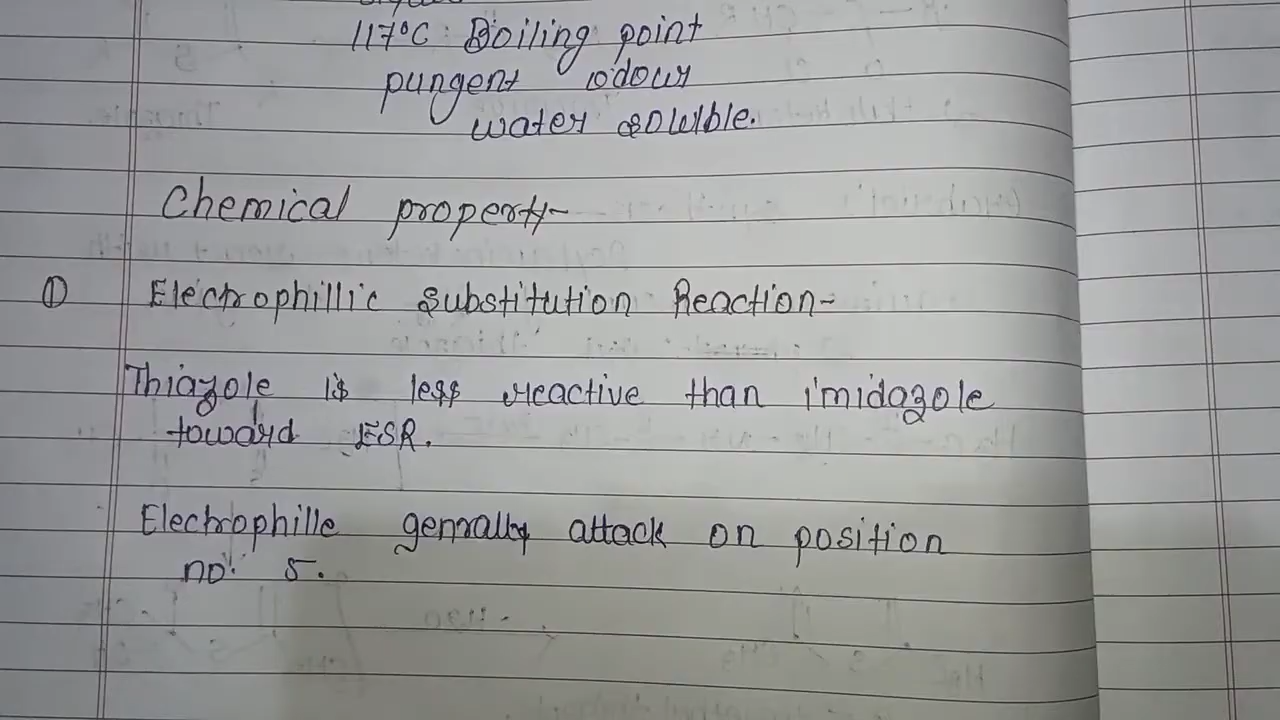 117°C Boiling point
pungent odour
water soluble.
Chemical property-
① Electrophillic Substitution Reaction-
Thiazole is less reactive than imidazole
toward ESR.
Electrophille genrally attack on position
no. 5.